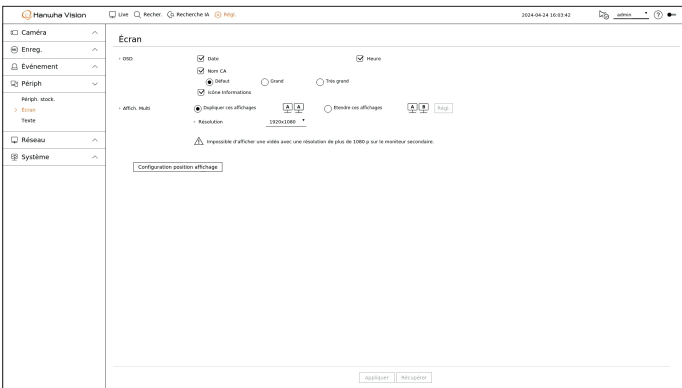 Hanwha Vision Live Recher. Recherche IA Régl. 2024-04-24 16:03:42 admin ?
Caméra
Enreg.
Événement
Périph
Périph. stock.
> Écran
Texte
Réseau
Système
Écran
OSD Date Heure
Nom CA
Défaut Grand Très grand
Icône Informations
Affich. Multi Dupliquer ces affichages A A Étendre ces affichages A B Régl.
Résolution 1920x1080
Impossible d'afficher une vidéo avec une résolution de plus de 1080 p sur le moniteur secondaire.
Configuration position affichage
Appliquer Récupérer